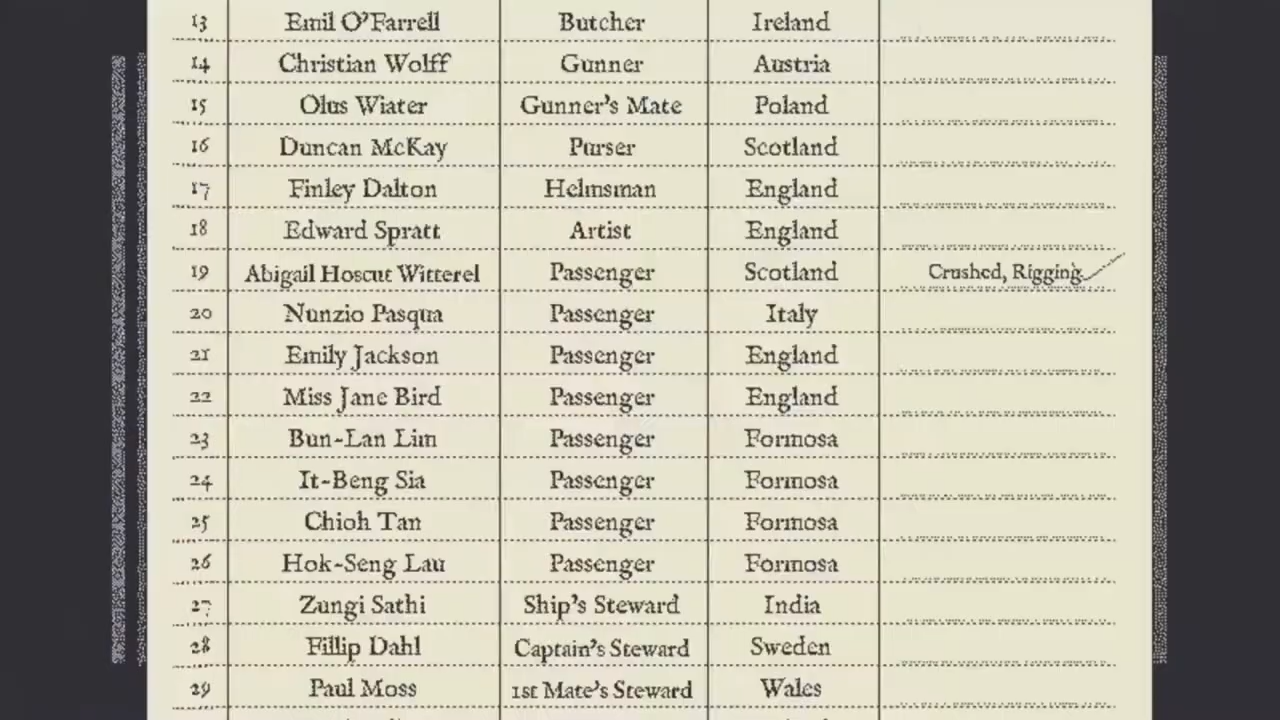 13 Emil O'Farrell Butcher Ireland
14 Christian Wolff Gunner Austria
15 Olus Wiater Gunner's Mate Poland
16 Duncan McKay Purser Scotland
17 Finley Dalton Helmsman England
18 Edward Spratt Artist England
19 Abigail Hoscut Witterel Passenger Scotland Crushed, Rigging
20 Nunzio Pasqua Passenger Italy
21 Emily Jackson Passenger England
22 Miss Jane Bird Passenger England
23 Bun-Lan Lim Passenger Formosa
24 It-Beng Sia Passenger Formosa
25 Chioh Tan Passenger Formosa
26 Hok-Seng Lau Passenger Formosa
27 Zungi Sathi Ship's Steward India
28 Fillip Dahl Captain's Steward Sweden
29 Paul Moss 1st Mate's Steward Wales